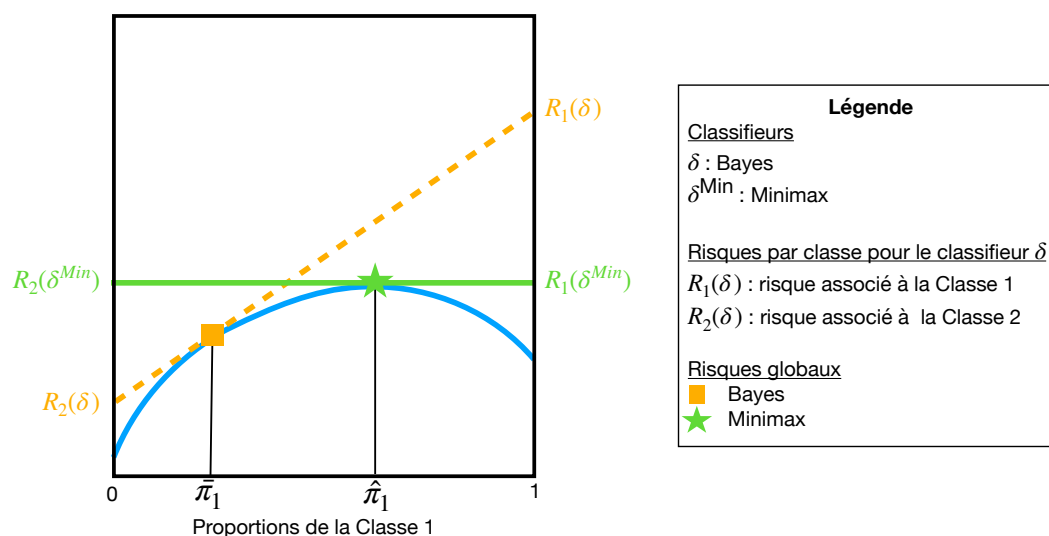 R₁(δ)
R₂(δ^Min)
R₁(δ^Min)
R₂(δ)
0
π̄₁
π̂₁
1
Proportions de la Classe 1
Légende
Classifieurs
δ : Bayes
δ^Min : Minimax
Risques par classe pour le classifieur δ
R₁(δ) : risque associé à la Classe 1
R₂(δ) : risque associé à la Classe 2
Risques globaux
Bayes
Minimax